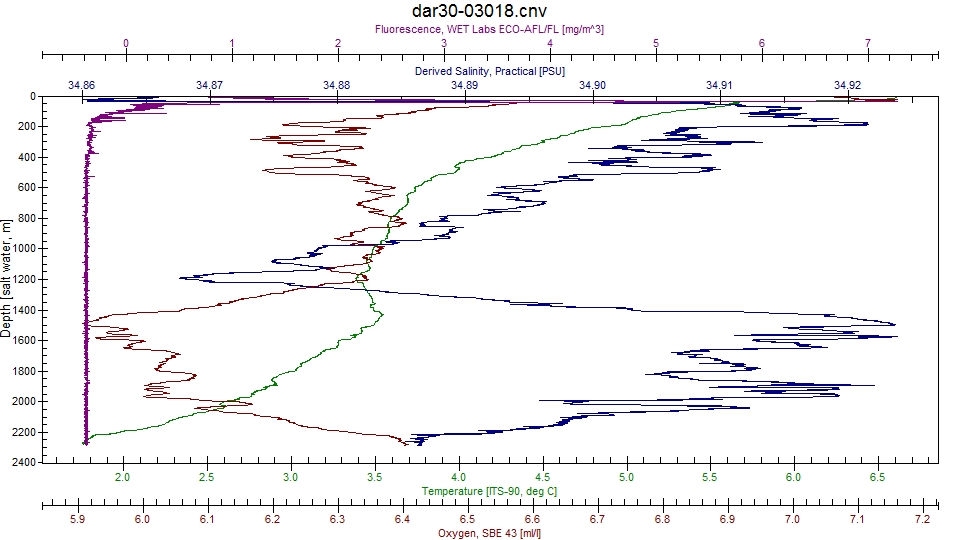 dar30-03018.cnv
Fluorescence, WET Labs ECO-AFL/FL [mg/m^3]
0 1 2 3 4 5 6 7
Derived Salinity, Practical [PSU]
34.86 34.87 34.88 34.89 34.90 34.91 34.92
0
200
400
600
800
1000
1200
1400
1600
1800
2000
2200
2400
Depth [salt water, m]
2.0 2.5 3.0 3.5 4.0 4.5 5.0 5.5 6.0 6.5
Temperature [ITS-90, deg C]
5.9 6.0 6.1 6.2 6.3 6.4 6.5 6.6 6.7 6.8 6.9 7.0 7.1 7.2
Oxygen, SBE 43 [ml/l]